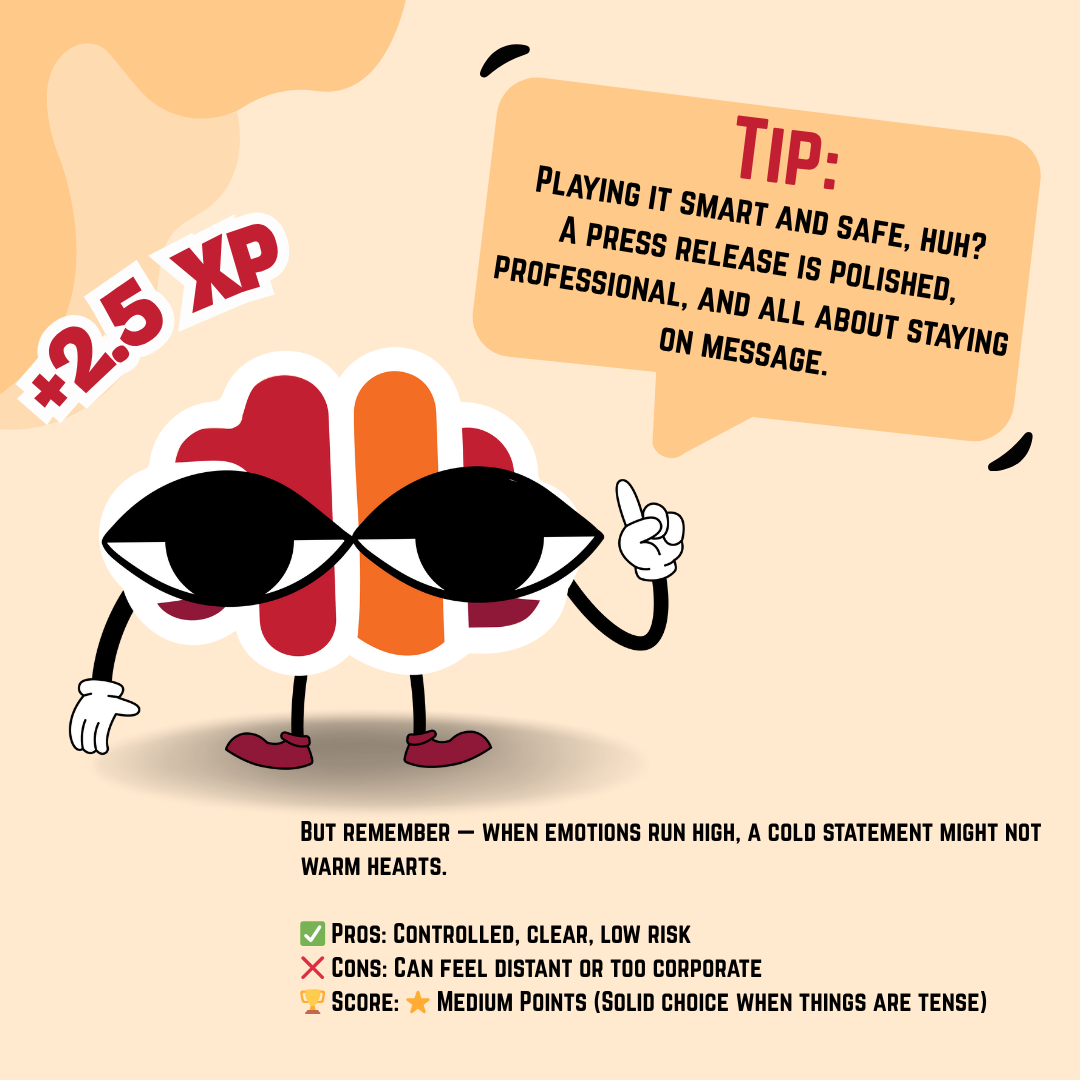 Tip:
Playing it smart and safe, huh?
A press release is polished,
professional, and all about staying
on message.
+2.5 XP
But remember — when emotions run high, a cold statement might not
warm hearts.
✅ Pros: Controlled, clear, low risk
❌ Cons: Can feel distant or too corporate
🏆 Score: ⭐ Medium Points (Solid choice when things are tense)